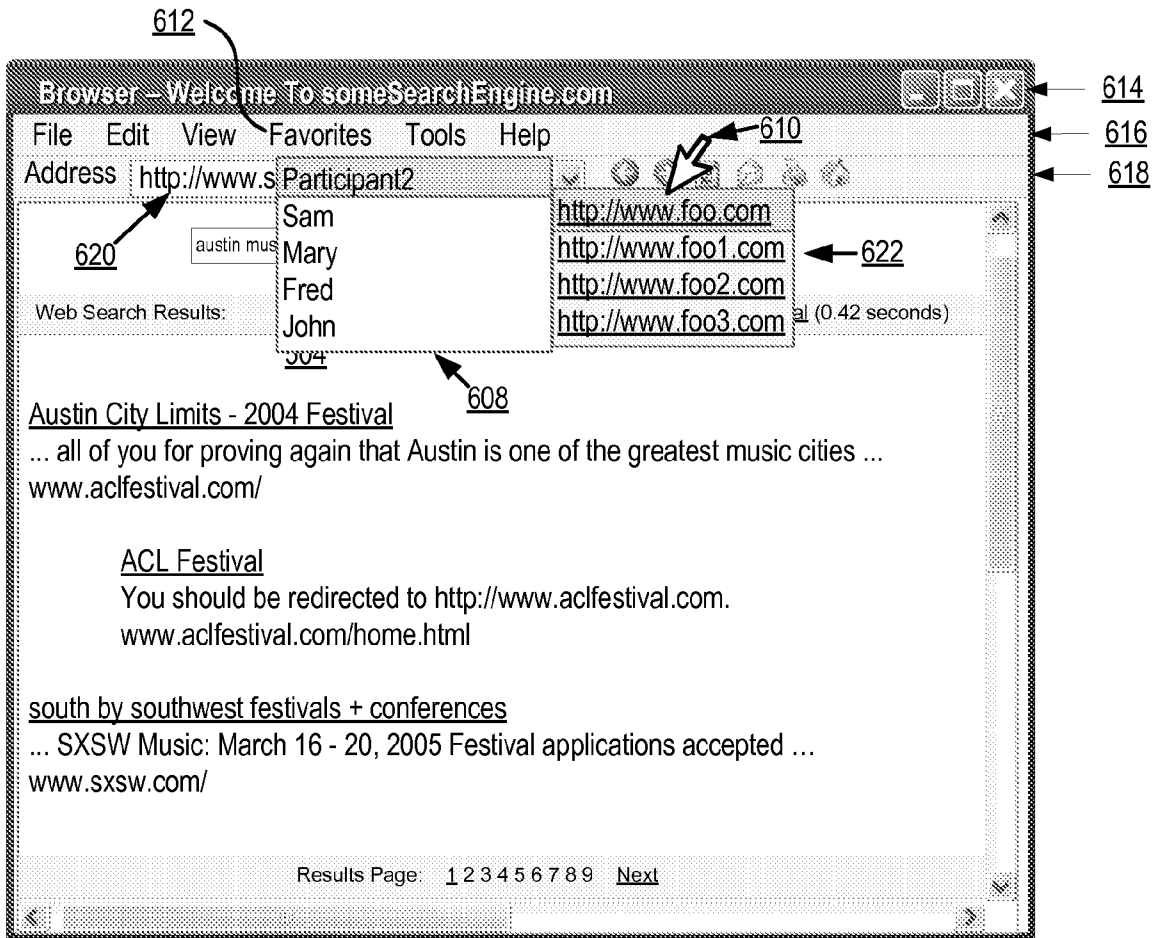 612
Browser – Welcome To someSearchEngine.com
614
File Edit View Favorites Tools Help
610
616
Address http://www.s
Participant2
618
620
austin mus
Sam
Mary
Fred
John
http://www.foo.com
http://www.foo1.com
http://www.foo2.com
http://www.foo3.com
622
Web Search Results: (0.42 seconds)
608
Austin City Limits - 2004 Festival
... all of you for proving again that Austin is one of the greatest music cities ...
www.aclfestival.com/
ACL Festival
You should be redirected to http://www.aclfestival.com.
www.aclfestival.com/home.html
south by southwest festivals + conferences
... SXSW Music: March 16 - 20, 2005 Festival applications accepted ...
www.sxsw.com/
Results Page: 1 2 3 4 5 6 7 8 9 Next